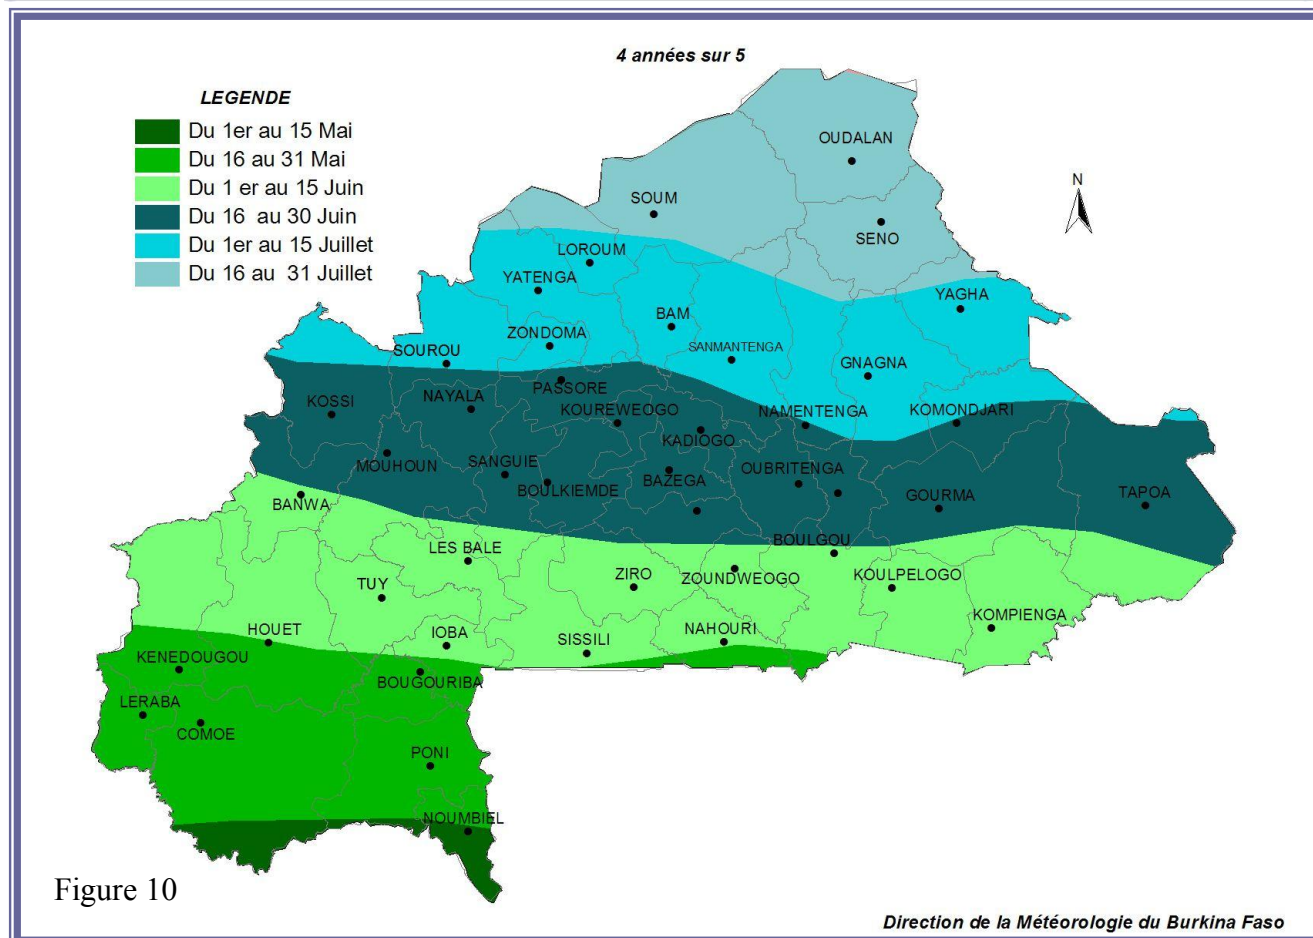 4 années sur 5
LEGENDE
Du 1er au 15 Mai
Du 16 au 31 Mai
Du 1 er au 15 Juin
Du 16 au 30 Juin
Du 1er au 15 Juillet
Du 16 au 31 Juillet
N
OUDALAN
SOUM
SENO
LOROUM
YATENGA
YAGHA
BAM
ZONDOMA
SANMANTENGA
SOUROU
GNAGNA
PASSORE
NAYALA
KOSSI
KOUREWEOGO
NAMENTENGA
KOMONDJARI
KADIOGO
MOUHOUN
SANGUIE
OUBRITENGA
BAZEGA
BOULKIEMDE
GOURMA
TAPOA
BANWA
BOULGOU
LES BALE
ZIRO
ZOUNDWEOGO
KOULPELOGO
TUY
KOMPIENGA
HOUET
IOBA
SISSILI
NAHOURI
KENEDOUGOU
BOUGOURIBA
LERABA
COMOE
PONI
NOUMBIEL
Figure 10
Direction de la Météorologie du Burkina Faso